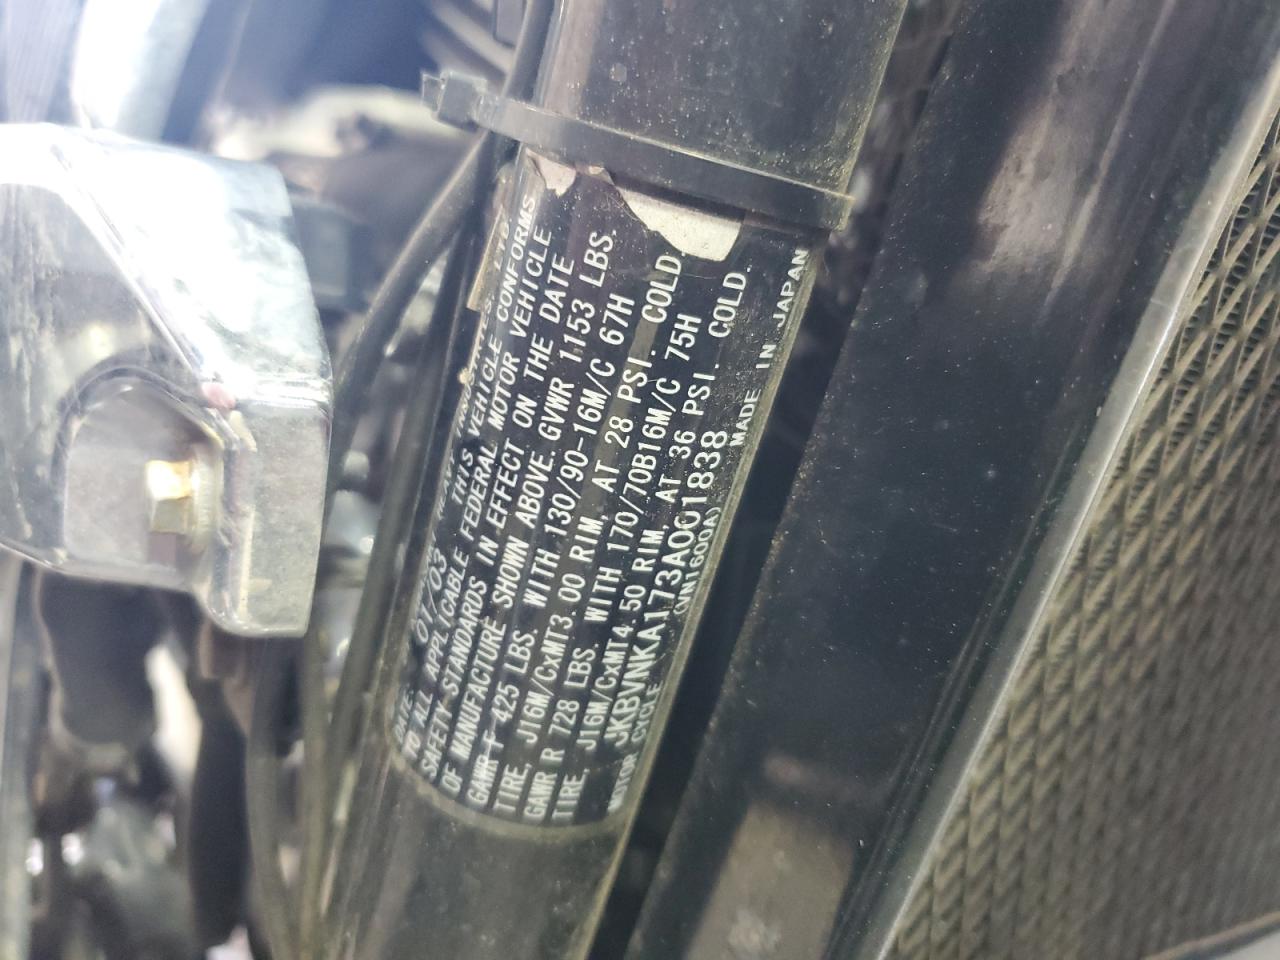 INDUSTRIES, LTD
DATE: 01/03 THIS VEHICLE CONFORMS
TO ALL APPLICABLE FEDERAL MOTOR VEHICLE
SAFETY STANDARDS IN EFFECT ON THE DATE
OF MANUFACTURE SHOWN ABOVE. GVWR 1153 LBS.
GAWR F 425 LBS. WITH 130/90-16M/C 67H
TIRE, J16M/CxMT3.00 RIM, AT 28 PSI. COLD.
GAWR R 728 LBS. WITH 170/70B16M/C 75H
TIRE, J16M/CxMT4.50 RIM, AT 36 PSI. COLD.
JKBVNKA173A001838
MOTOR CYCLE (VN1600A) MADE IN JAPAN